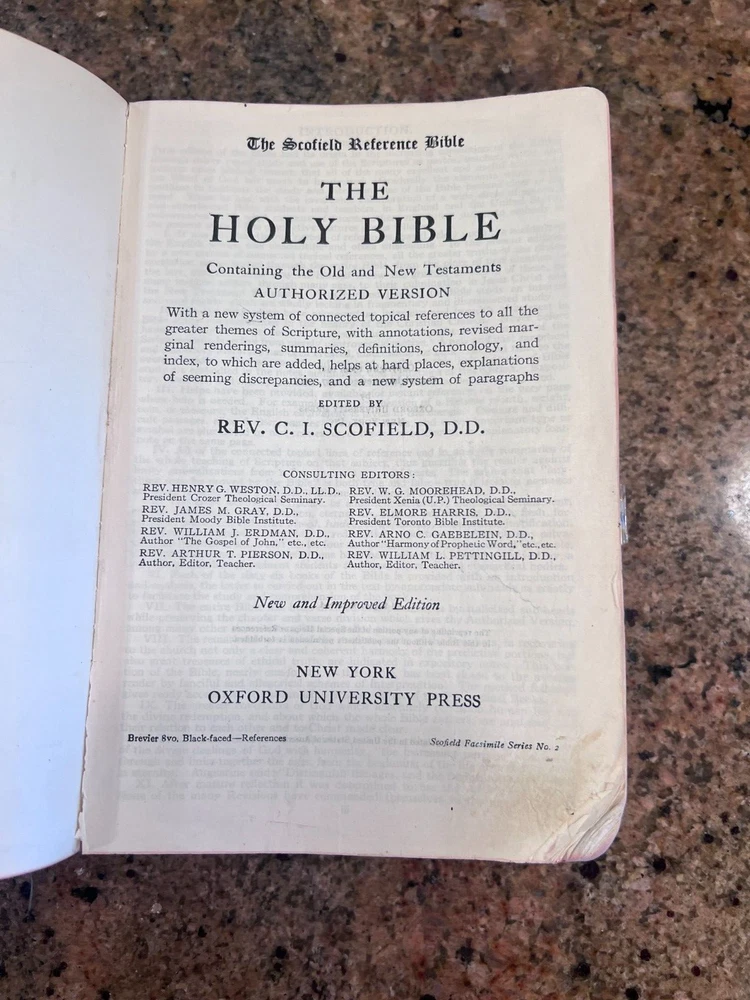 The Scofield Reference Bible
THE
HOLY BIBLE
Containing the Old and New Testaments
AUTHORIZED VERSION
With a new system of connected topical references to all the
greater themes of Scripture, with annotations, revised mar-
ginal renderings, summaries, definitions, chronology, and
index, to which are added, helps at hard places, explanations
of seeming discrepancies, and a new system of paragraphs
EDITED BY
REV. C. I. SCOFIELD, D.D.
CONSULTING EDITORS:
REV. HENRY G. WESTON, D.D., LL.D.,
President Crozer Theological Seminary.
REV. JAMES M. GRAY, D.D.,
President Moody Bible Institute.
REV. WILLIAM J. ERDMAN, D.D.,
Author "The Gospel of John," etc., etc.
REV. ARTHUR T. PIERSON, D.D.,
Author, Editor, Teacher.
REV. W. G. MOOREHEAD, D.D.,
President Xenia (U.P.) Theological Seminary.
REV. ELMORE HARRIS, D.D.,
President Toronto Bible Institute.
REV. ARNO C. GAEBELEIN, D.D.,
Author "Harmony of Prophetic Word," etc., etc.
REV. WILLIAM L. PETTINGILL, D.D.,
Author, Editor, Teacher.
New and Improved Edition
NEW YORK
OXFORD UNIVERSITY PRESS
Brevier 8vo. Black-faced—References
Scofield Facsimile Series No. 2